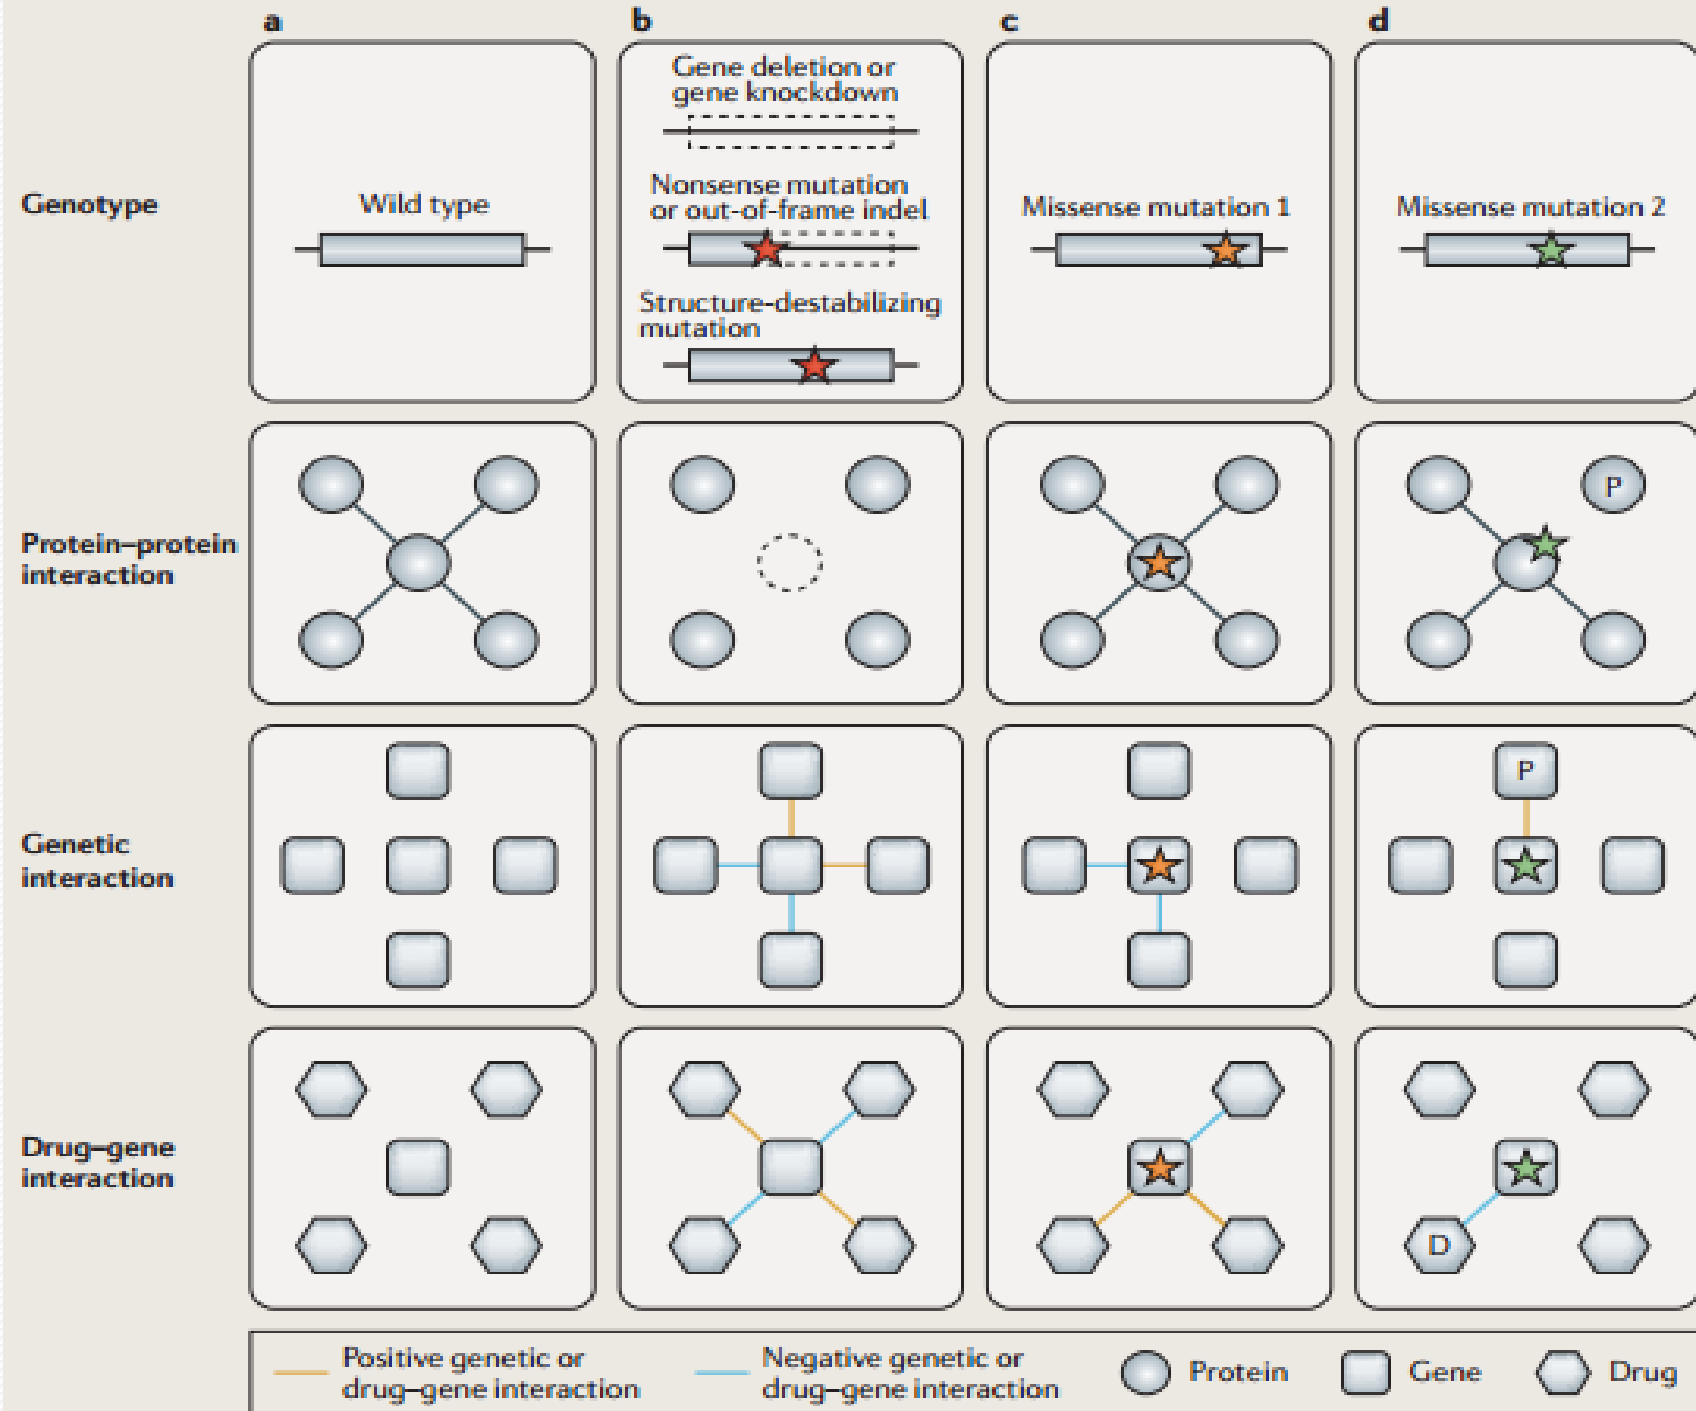 a
b
c
d
Genotype
Wild type
Gene deletion or
gene knockdown
Nonsense mutation
or out-of-frame indel
Structure-destabilizing
mutation
Missense mutation 1
Missense mutation 2
Protein–protein
interaction
P
Genetic
interaction
P
Drug–gene
interaction
D
Positive genetic or
drug–gene interaction
Negative genetic or
drug–gene interaction
Protein
Gene
Drug